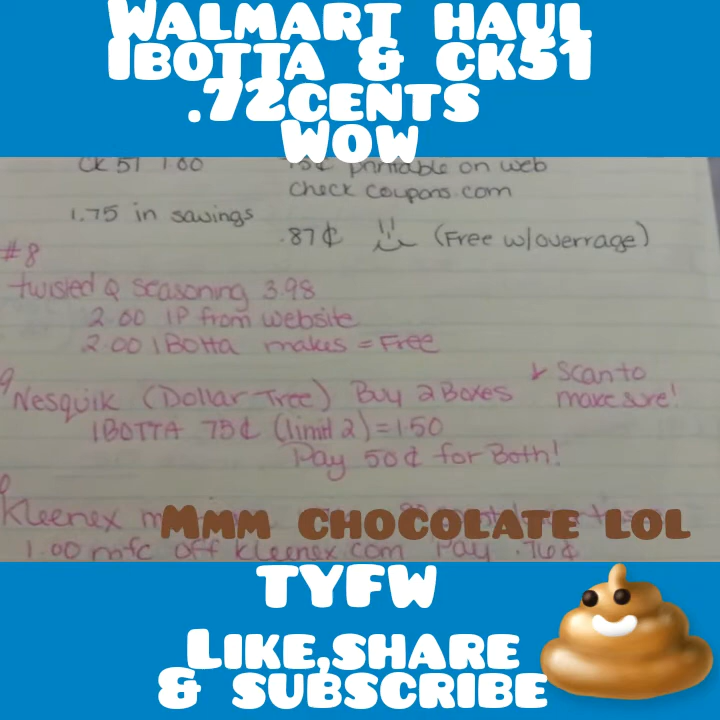 Walmart haul
Ibotta & ck51
.72cents
Wow
CK 51 1.00 printable on web
check coupons.com
1.75 in savings
.87¢ (Free w/overrage)
#8
twisted Q seasoning 3.98
2.00 IP from website
2.00 IBotta makes = Free
9 Nesquik (Dollar Tree) Buy 2 Boxes
Scan to
make sure!
IBOTTA 75¢ (limit 2) = 1.50
Pay 50¢ for Both!
Kleenex
Mmm chocolate lol
1.00 mfc off kleenex.com Pay .76¢
TYFW
Like,share
& subscribe